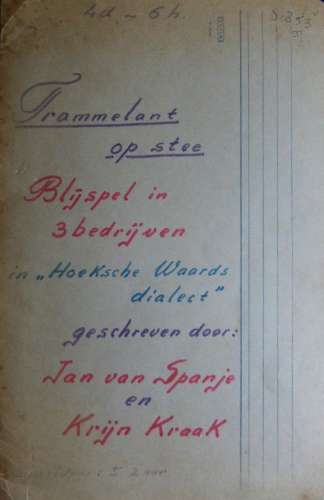 4d - 6h.
Trammelant
op stee
Blijspel in
3 bedrijven
in „Hoeksche Waards
dialect"
geschreven door:
Jan van Spanje
en
Krijn Kraak